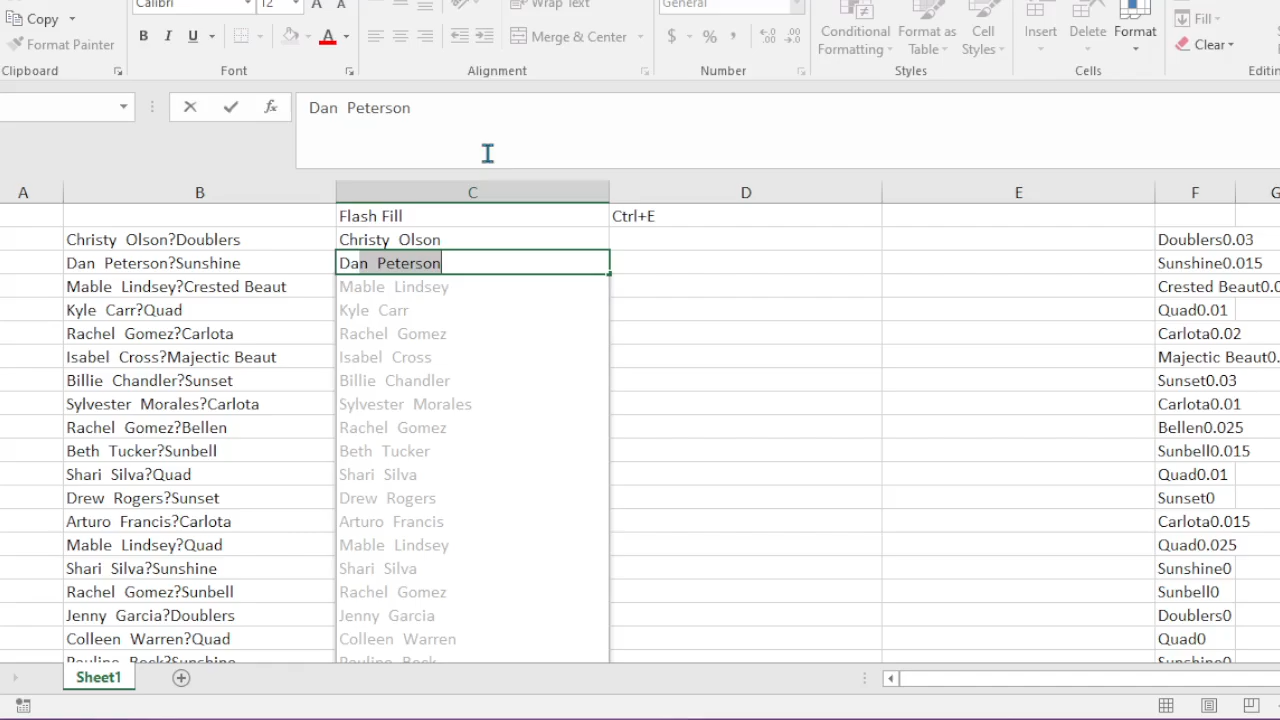 Copy
Calibri 12 A A
Wrap Text
General
Format Painter
B I U A
Merge & Center
$ % ,
Conditional Formatting
Format as Table
Cell Styles
Insert
Delete
Format
Fill
Clear
Clipboard
Font
Alignment
Number
Styles
Cells
Editin
fx
Dan  Peterson
A B C D E F G
Flash Fill Ctrl+E
Christy  Olson?Doublers Christy  Olson Doublers0.03
Dan  Peterson?Sunshine Dan  Peterson Sunshine0.015
Mable  Lindsey?Crested Beaut Mable  Lindsey Crested Beaut0.0
Kyle  Carr?Quad Kyle  Carr Quad0.01
Rachel  Gomez?Carlota Rachel  Gomez Carlota0.02
Isabel  Cross?Majectic Beaut Isabel  Cross Majectic Beaut0.
Billie  Chandler?Sunset Billie  Chandler Sunset0.03
Sylvester  Morales?Carlota Sylvester  Morales Carlota0.01
Rachel  Gomez?Bellen Rachel  Gomez Bellen0.025
Beth  Tucker?Sunbell Beth  Tucker Sunbell0.015
Shari  Silva?Quad Shari  Silva Quad0.01
Drew  Rogers?Sunset Drew  Rogers Sunset0
Arturo  Francis?Carlota Arturo  Francis Carlota0.015
Mable  Lindsey?Quad Mable  Lindsey Quad0.025
Shari  Silva?Sunshine Shari  Silva Sunshine0
Rachel  Gomez?Sunbell Rachel  Gomez Sunbell0
Jenny  Garcia?Doublers Jenny  Garcia Doublers0
Colleen  Warren?Quad Colleen  Warren Quad0
Pauline  Beck?Sunshine Pauline  Beck Sunshine0
Sheet1